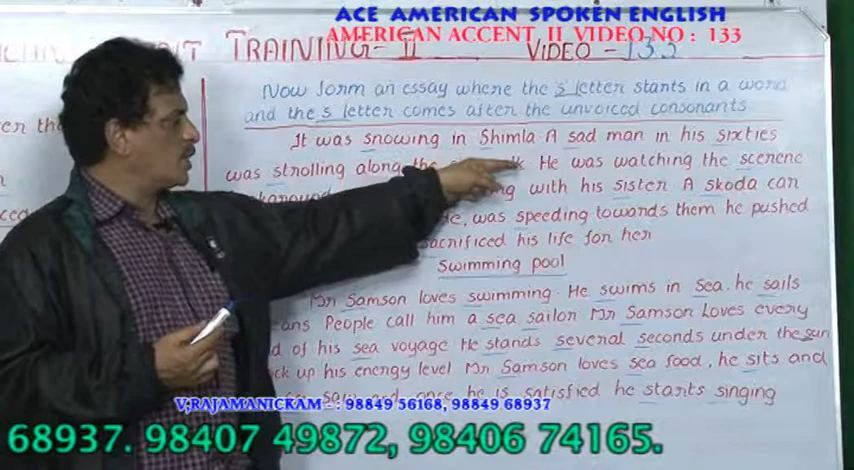 ACE AMERICAN SPOKEN ENGLISH
AMERICAN ACCENT II VIDEO NO : 133
TRAINING - II VIDEO - 133
Now form an essay where the s letter starts in a word
and the s letter comes after the unvoiced consonants
It was snowing in Shimla A sad man in his sixties
was strolling along the He was watching the scerene
with his sister A Skoda car
was speeding towards them he pushed
sacrificed his life for her
Swimming pool
Mr Samson loves swimming. He swims in sea. he sails
People call him a sea sailor Mr Samson Loves every
of his sea voyage He stands several seconds under the sun
up his energy level Mr Samson loves sea food, he sits and
once he is satisfied he starts singing
V,RAJAMANICKAM : 98849 56168, 98849 68937
68937. 98407 49872, 98406 74165.